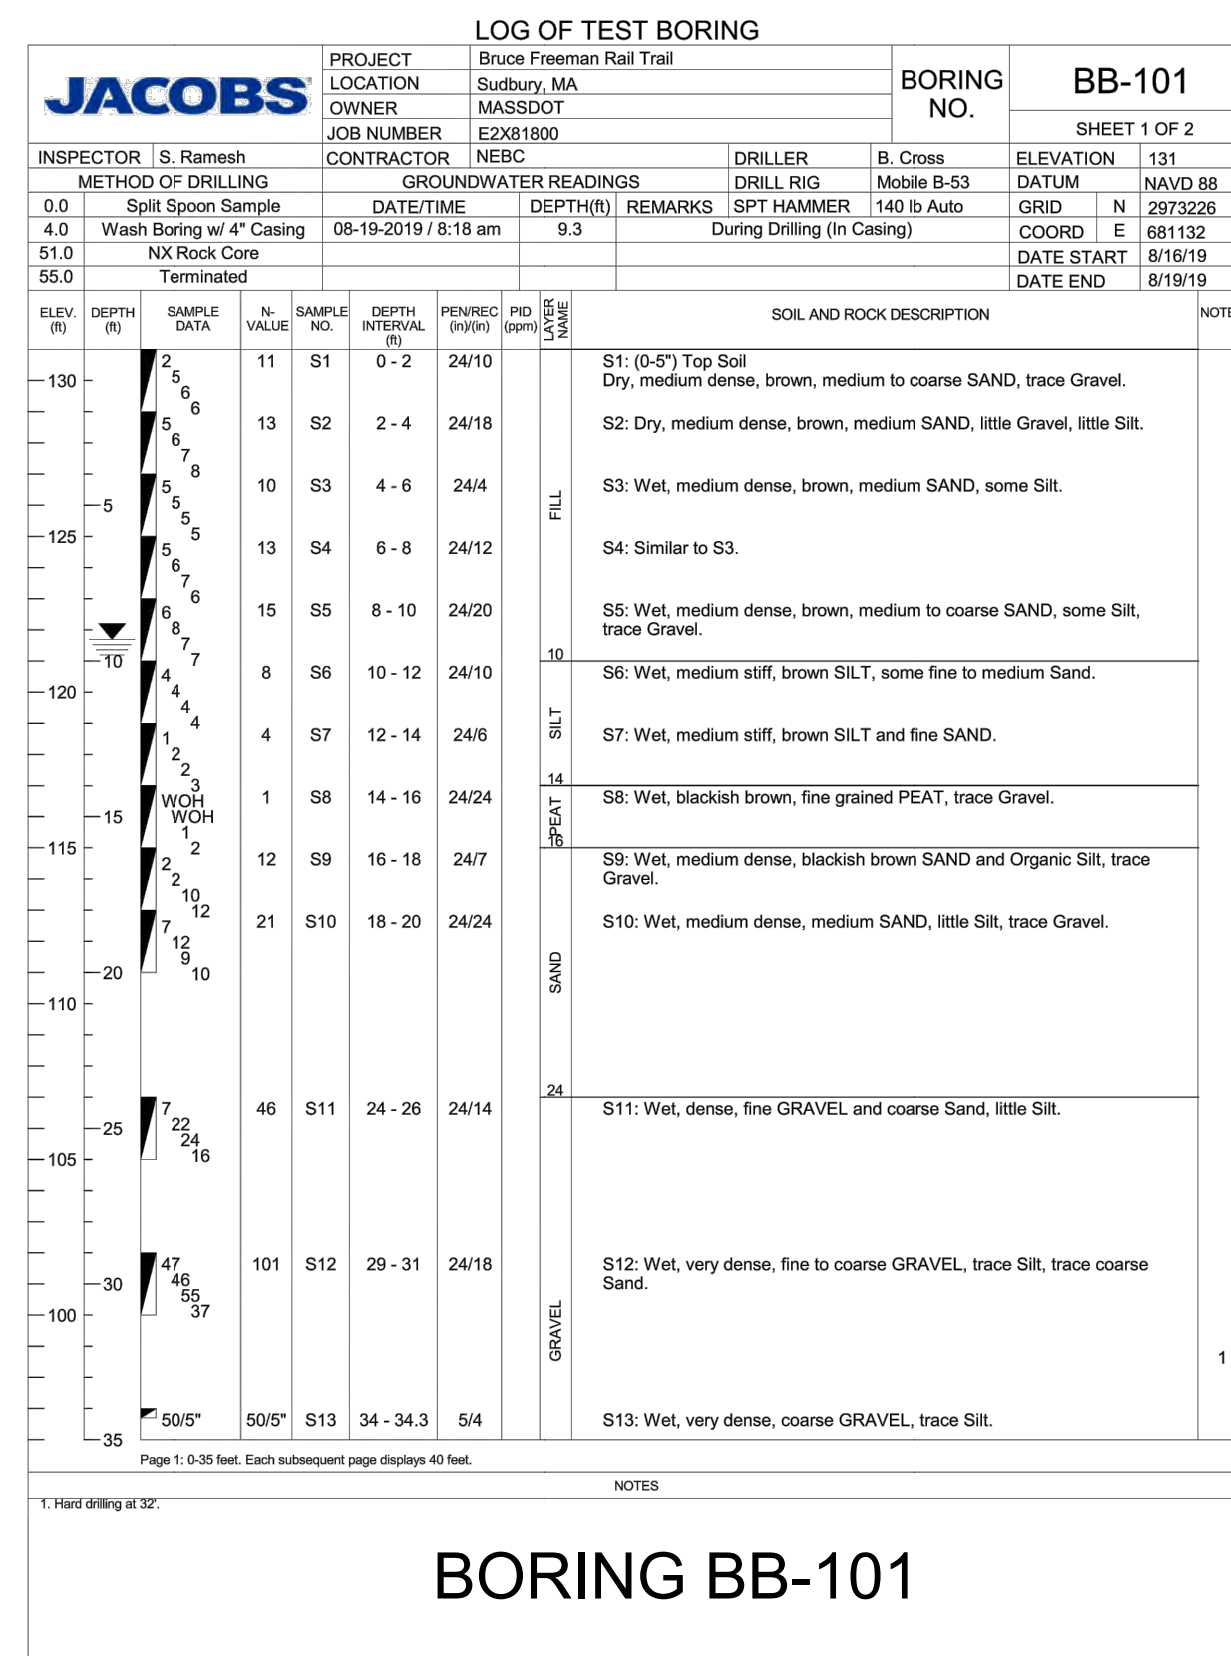 LOG OF TEST BORING
JACOBS
PROJECT Bruce Freeman Rail Trail
LOCATION Sudbury, MA
OWNER MASSDOT
JOB NUMBER E2X81800
BORING NO. BB-101
SHEET 1 OF 2
INSPECTOR S. Ramesh CONTRACTOR NEBC DRILLER B. Cross ELEVATION 131
METHOD OF DRILLING GROUNDWATER READINGS DRILL RIG Mobile B-53 DATUM NAVD 88
0.0 Split Spoon Sample DATE/TIME DEPTH(ft) REMARKS SPT HAMMER 140 lb Auto GRID N 2973226
4.0 Wash Boring w/ 4" Casing 08-19-2019 / 8:18 am 9.3 During Drilling (In Casing) COORD E 681132
51.0 NX Rock Core DATE START 8/16/19
55.0 Terminated DATE END 8/19/19
ELEV. (ft) DEPTH (ft) SAMPLE DATA N-VALUE SAMPLE NO. DEPTH INTERVAL (ft) PEN/REC (in)/(in) PID (ppm) LAYER NAME SOIL AND ROCK DESCRIPTION NOTE
2 5 6 6 11 S1 0 - 2 24/10 S1: (0-5") Top Soil
Dry, medium dense, brown, medium to coarse SAND, trace Gravel.
130
5 6 7 8 13 S2 2 - 4 24/18 S2: Dry, medium dense, brown, medium SAND, little Gravel, little Silt.
5 5 5 5 10 S3 4 - 6 24/4 S3: Wet, medium dense, brown, medium SAND, some Silt.
5
FILL
125
5 6 7 6 13 S4 6 - 8 24/12 S4: Similar to S3.
6 8 7 7 15 S5 8 - 10 24/20 S5: Wet, medium dense, brown, medium to coarse SAND, some Silt,
trace Gravel.
10 10
4 4 4 4 8 S6 10 - 12 24/10 S6: Wet, medium stiff, brown SILT, some fine to medium Sand.
120
SILT
1 2 2 3 4 S7 12 - 14 24/6 S7: Wet, medium stiff, brown SILT and fine SAND.
14
WOH WOH 1 2 1 S8 14 - 16 24/24 S8: Wet, blackish brown, fine grained PEAT, trace Gravel.
15
PEAT
16
115
2 2 10 12 12 S9 16 - 18 24/7 S9: Wet, medium dense, blackish brown SAND and Organic Silt, trace
Gravel.
7 12 9 10 21 S10 18 - 20 24/24 S10: Wet, medium dense, medium SAND, little Silt, trace Gravel.
20
SAND
110
24
7 22 24 16 46 S11 24 - 26 24/14 S11: Wet, dense, fine GRAVEL and coarse Sand, little Silt.
25
105
47 46 55 37 101 S12 29 - 31 24/18 S12: Wet, very dense, fine to coarse GRAVEL, trace Silt, trace coarse
Sand.
30
100
GRAVEL
1
50/5" 50/5" S13 34 - 34.3 5/4 S13: Wet, very dense, coarse GRAVEL, trace Silt.
35
Page 1: 0-35 feet. Each subsequent page displays 40 feet.
NOTES
1. Hard drilling at 32'.
BORING BB-101